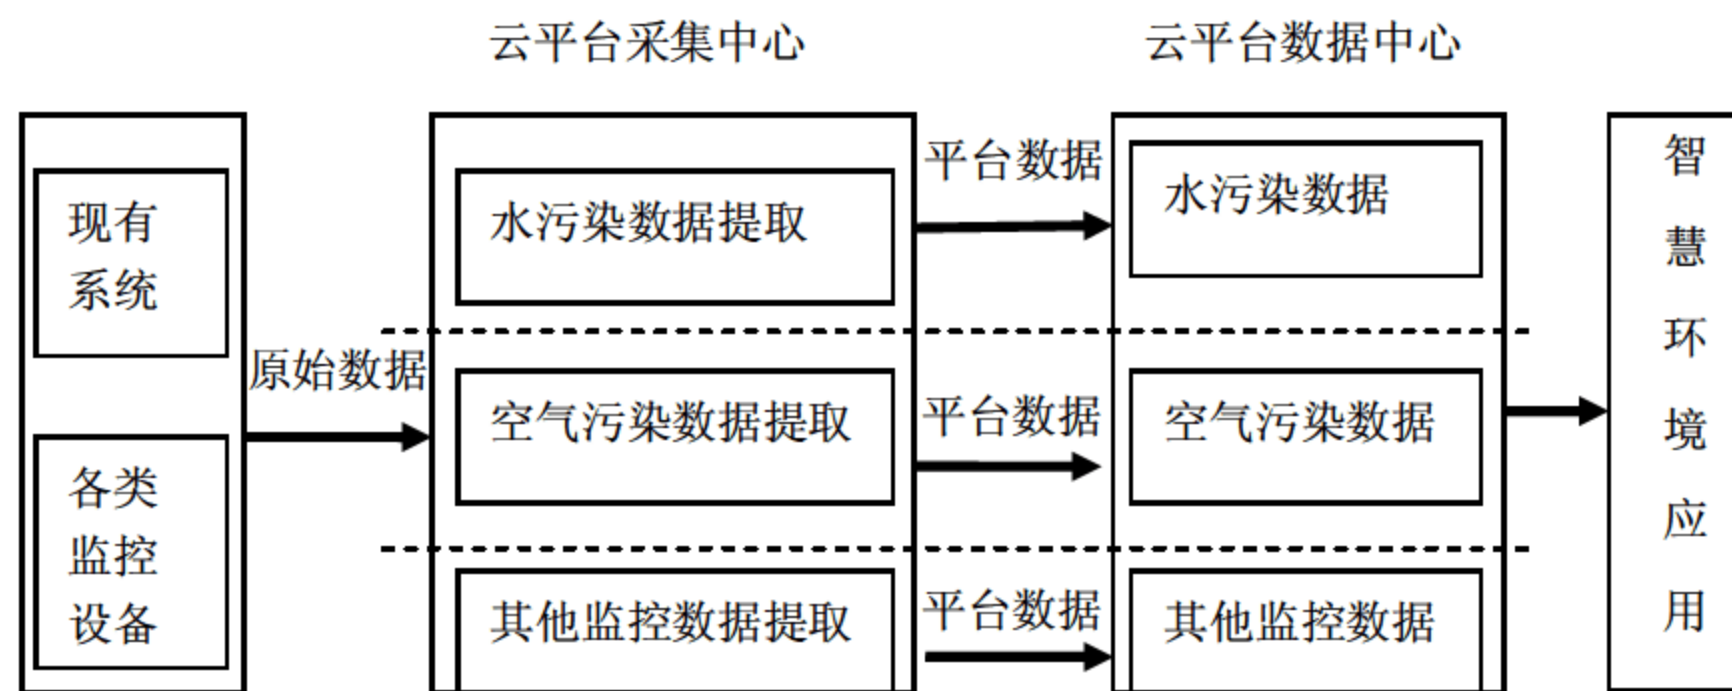 云平台采集中心
云平台数据中心
现有
系统
各类
监控
设备
原始数据
水污染数据提取
空气污染数据提取
其他监控数据提取
平台数据
平台数据
平台数据
水污染数据
空气污染数据
其他监控数据
智
慧
环
境
应
用